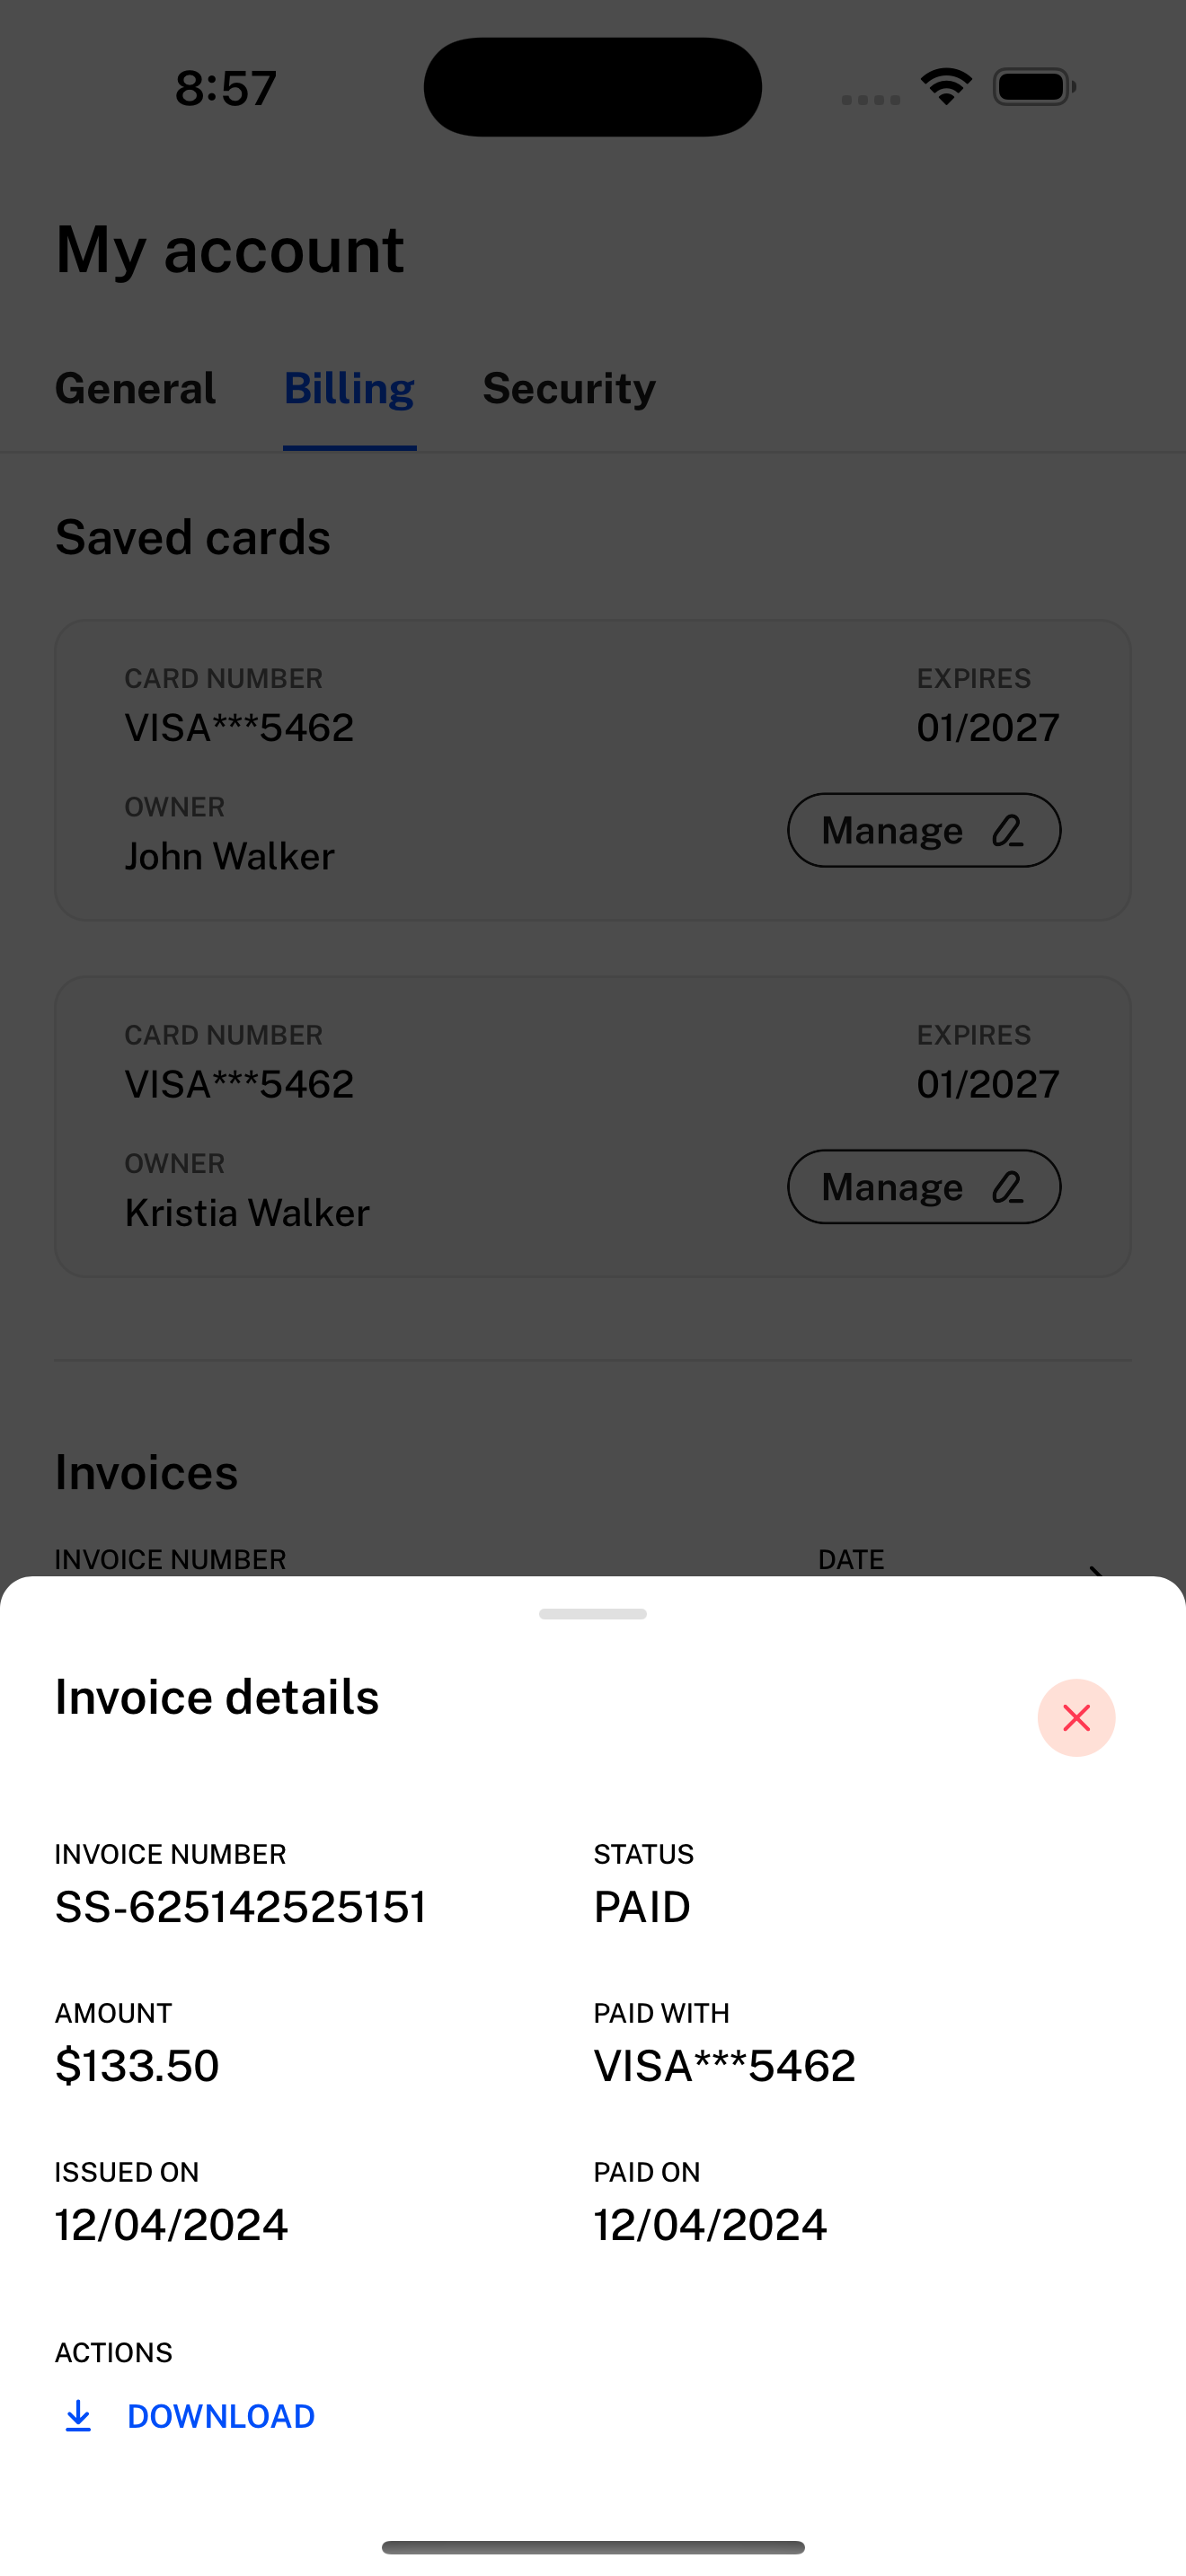 8:57
My account
General Billing Security
Saved cards
CARD NUMBER EXPIRES
VISA***5462 01/2027
OWNER
John Walker
Manage
CARD NUMBER EXPIRES
VISA***5462 01/2027
OWNER
Kristia Walker
Manage
Invoices
INVOICE NUMBER DATE
Invoice details
INVOICE NUMBER STATUS
SS-625142525151 PAID
AMOUNT PAID WITH
$133.50 VISA***5462
ISSUED ON PAID ON
12/04/2024 12/04/2024
ACTIONS
DOWNLOAD